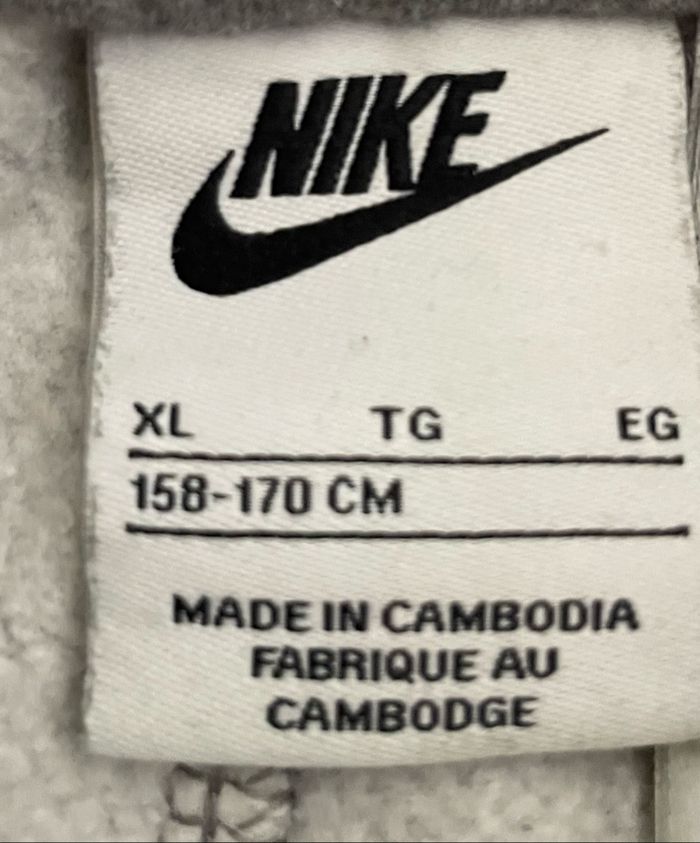 NIKE
XL TG EG
158-170 CM
MADE IN CAMBODIA
FABRIQUE AU
CAMBODGE